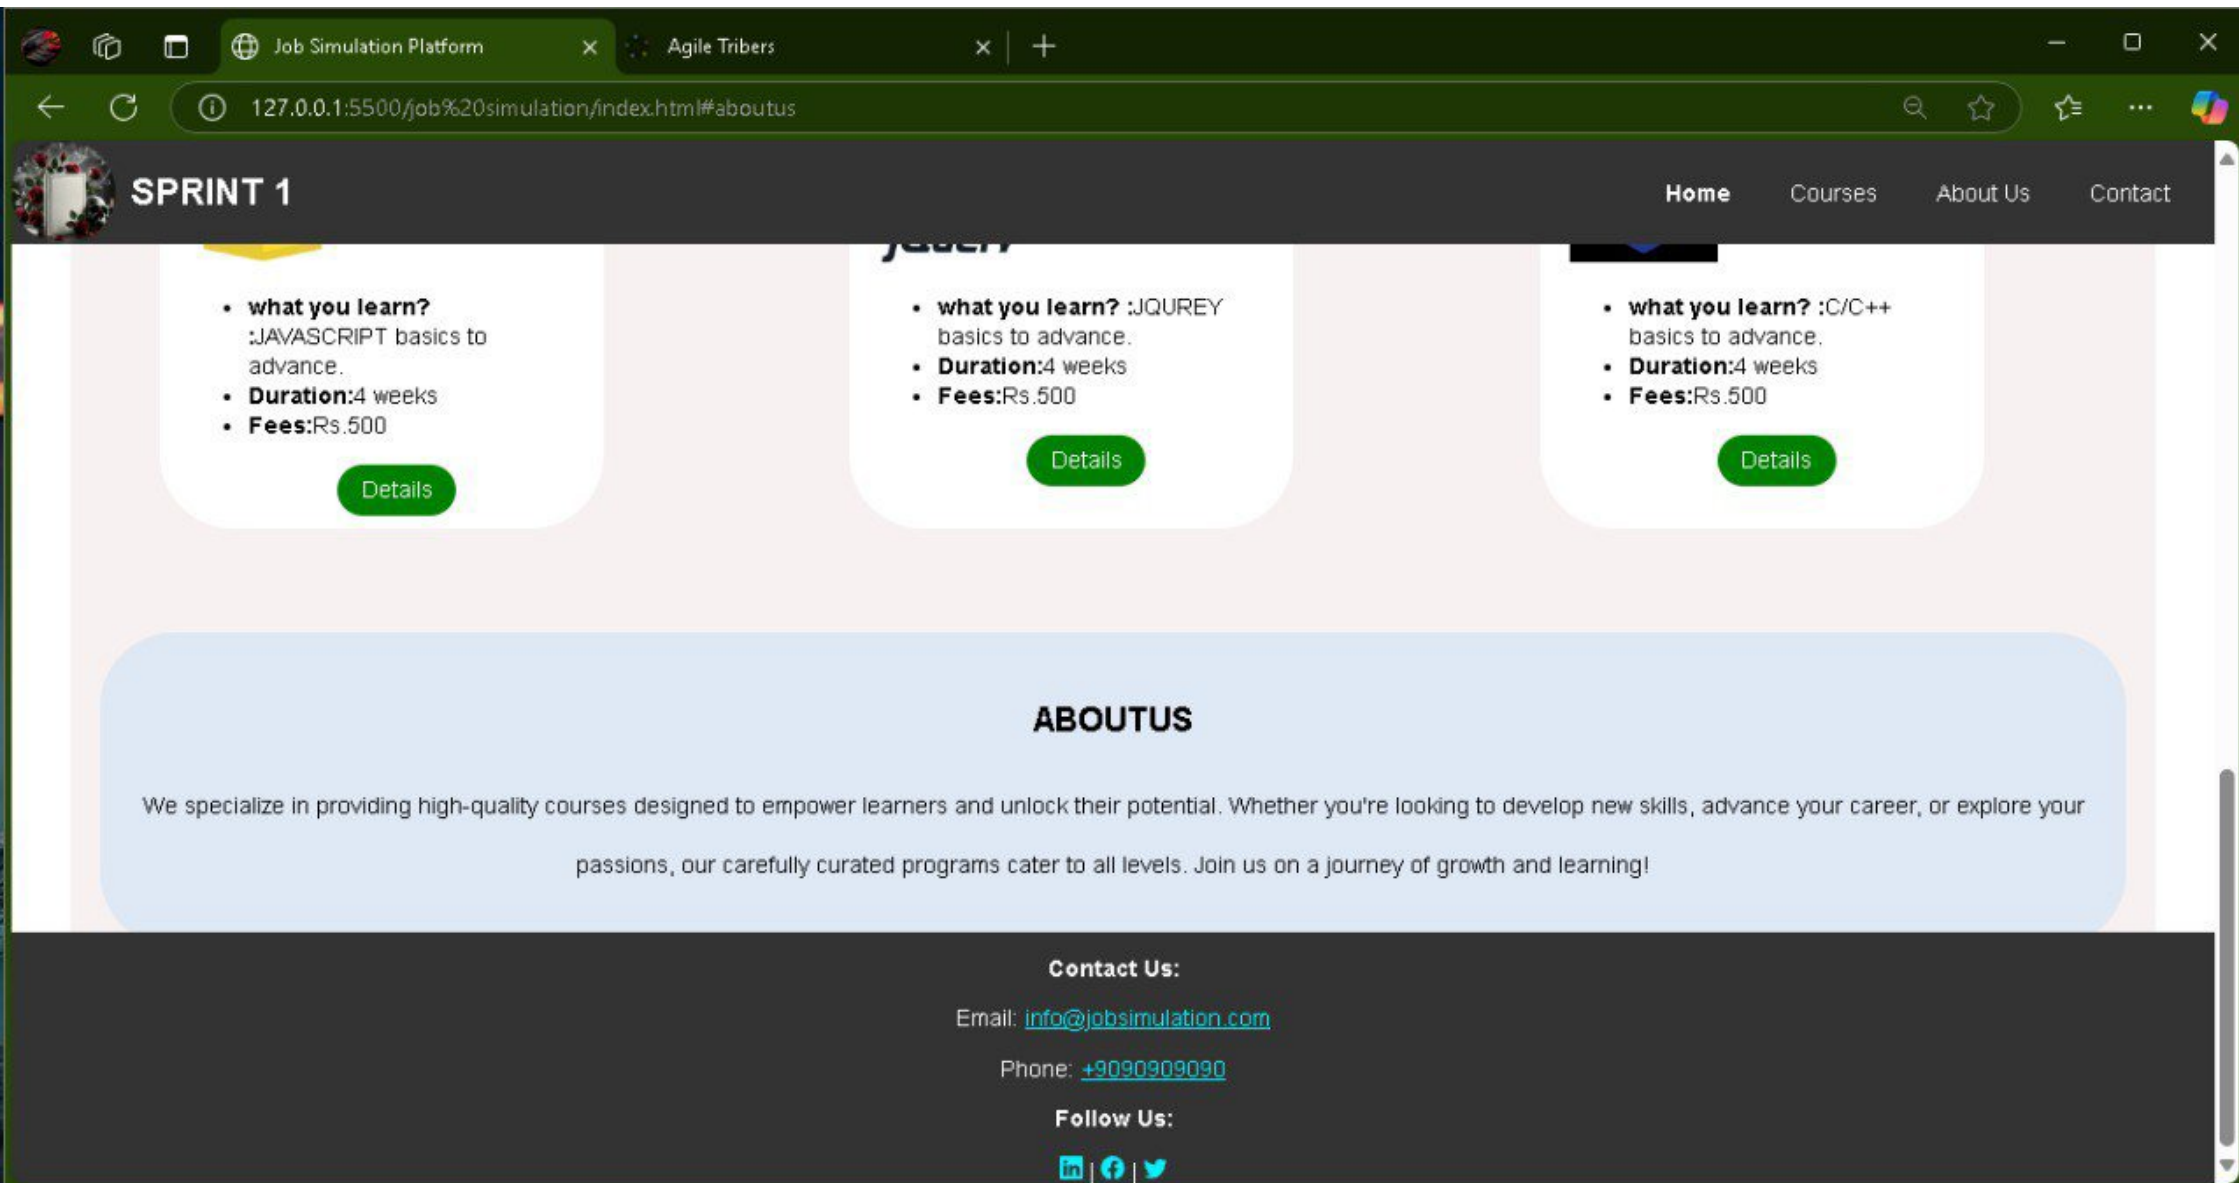 Job Simulation Platform
Agile Tribers
127.0.0.1:5500/job%20simulation/index.html#aboutus
SPRINT 1
Home Courses About Us Contact
what you learn?
:JAVASCRIPT basics to
advance.
Duration:4 weeks
Fees:Rs.500
Details
what you learn? :JQUREY
basics to advance.
Duration:4 weeks
Fees:Rs.500
Details
what you learn? :C/C++
basics to advance.
Duration:4 weeks
Fees:Rs.500
Details
ABOUTUS
We specialize in providing high-quality courses designed to empower learners and unlock their potential. Whether you're looking to develop new skills, advance your career, or explore your
passions, our carefully curated programs cater to all levels. Join us on a journey of growth and learning!
Contact Us:
Email: info@jobsimulation.com
Phone: +9090909090
Follow Us:
in | f |